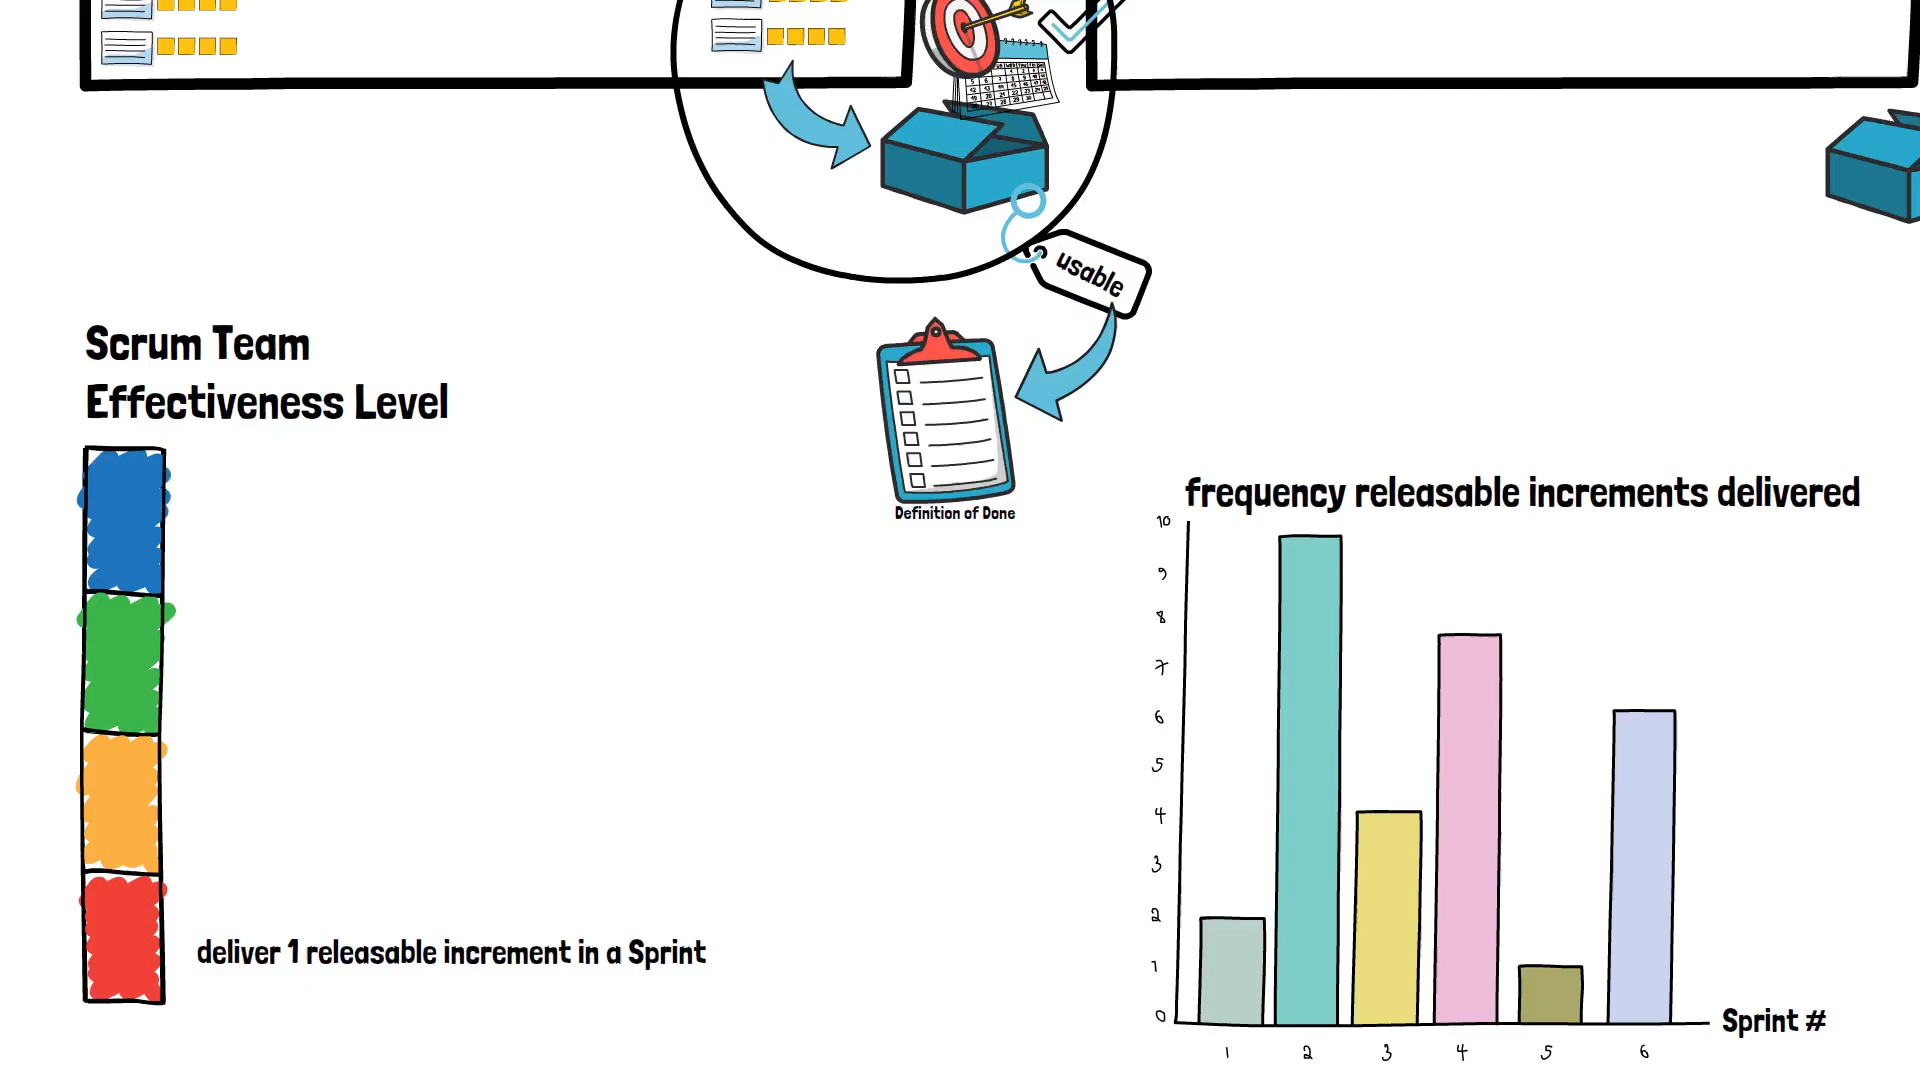 usable
Scrum Team
Effectiveness Level
Definition of Done
frequency releasable increments delivered
10
9
8
7
6
5
4
3
2
1
0
deliver 1 releasable increment in a Sprint
Sprint #
1 2 3 4 5 6